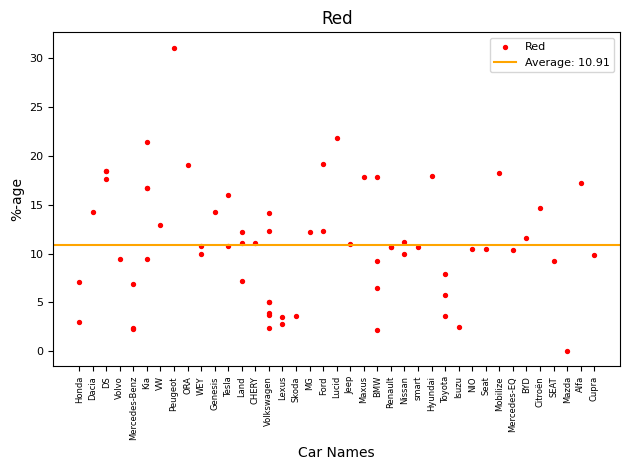 Red
Red
Average: 10.91
%-age
30
25
20
15
10
5
0
Honda
Dacia
DS
Volvo
Mercedes-Benz
Kia
VW
Peugeot
ORA
WEY
Genesis
Tesla
Land
CHERY
Volkswagen
Lexus
Skoda
MG
Ford
Lucid
Jeep
Maxus
BMW
Renault
Nissan
smart
Hyundai
Toyota
Isuzu
NIO
Seat
Mobilize
Mercedes-EQ
BYD
Citroën
SEAT
Mazda
Alfa
Cupra
Car Names